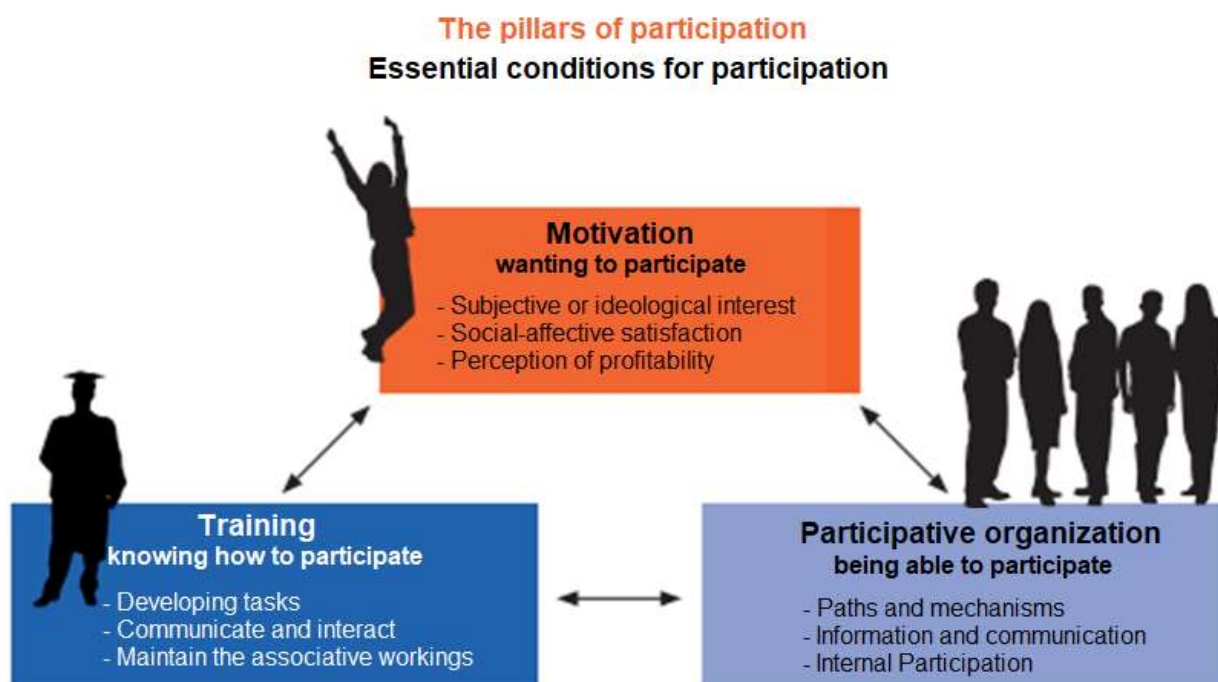 The pillars of participation
Essential conditions for participation
Motivation
wanting to participate
- Subjective or ideological interest
- Social-affective satisfaction
- Perception of profitability
Training
knowing how to participate
- Developing tasks
- Communicate and interact
- Maintain the associative workings
Participative organization
being able to participate
- Paths and mechanisms
- Information and communication
- Internal Participation